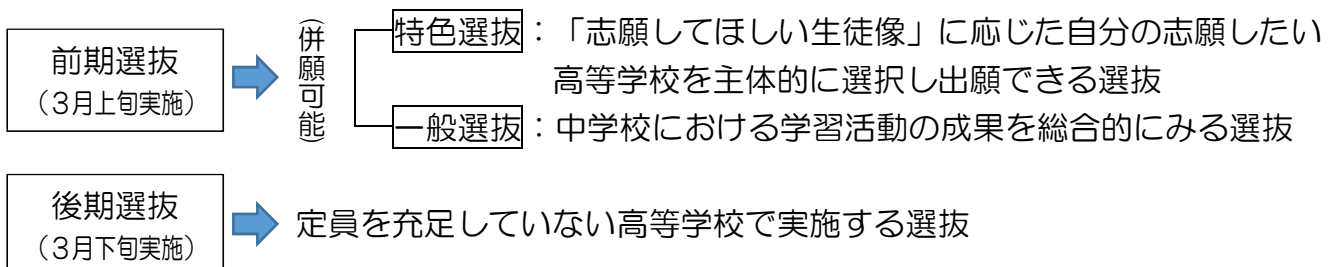 前期選抜
（3月上旬実施）
（併願可能）
特色選抜：「志願してほしい生徒像」に応じた自分の志願したい
高等学校を主体的に選択し出願できる選抜
一般選抜：中学校における学習活動の成果を総合的にみる選抜
後期選抜
（3月下旬実施）
定員を充足していない高等学校で実施する選抜